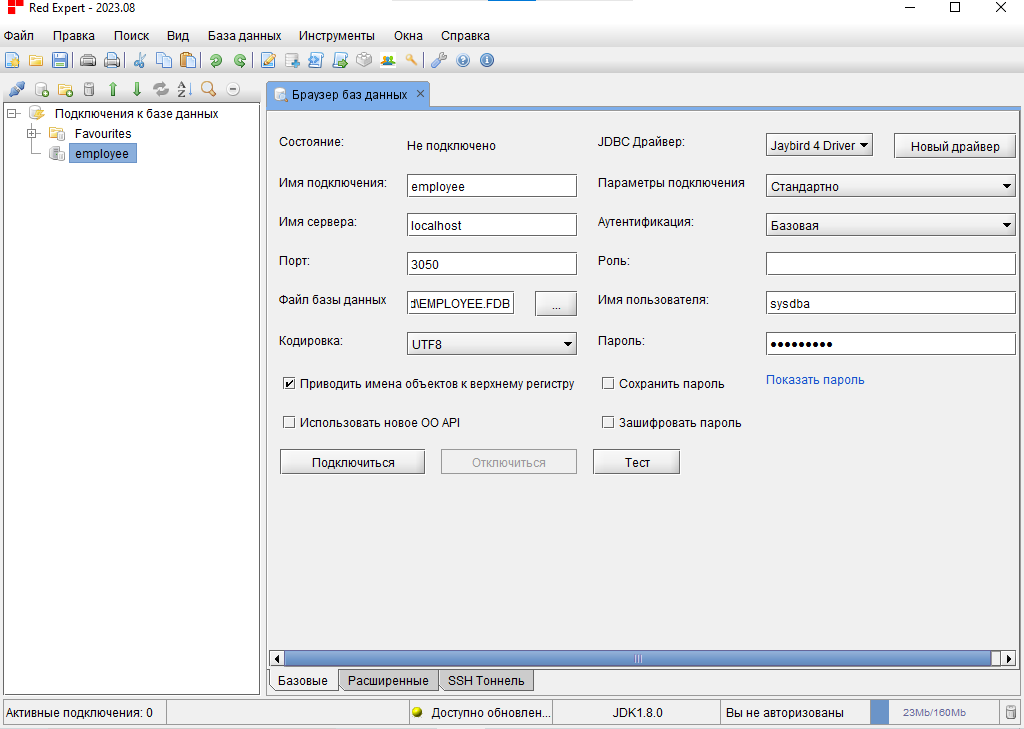 Red Expert - 2023.08
Файл Правка Поиск Вид База данных Инструменты Окна Справка
Браузер баз данных
Подключения к базе данных
Favourites
employee
Состояние: Не подключено JDBC Драйвер: Jaybird 4 Driver Новый драйвер
Имя подключения: employee Параметры подключения Стандартно
Имя сервера: localhost Аутентификация: Базовая
Порт: 3050 Роль:
Файл базы данных d\EMPLOYEE.FDB ... Имя пользователя: sysdba
Кодировка: UTF8 Пароль: •••••••••
Приводить имена объектов к верхнему регистру Сохранить пароль Показать пароль
Использовать новое OO API Зашифровать пароль
Подключиться Отключиться Тест
Базовые Расширенные SSH Тоннель
Активные подключения: 0 Доступно обновлен... JDK1.8.0 Вы не авторизованы 23Mb/160Mb